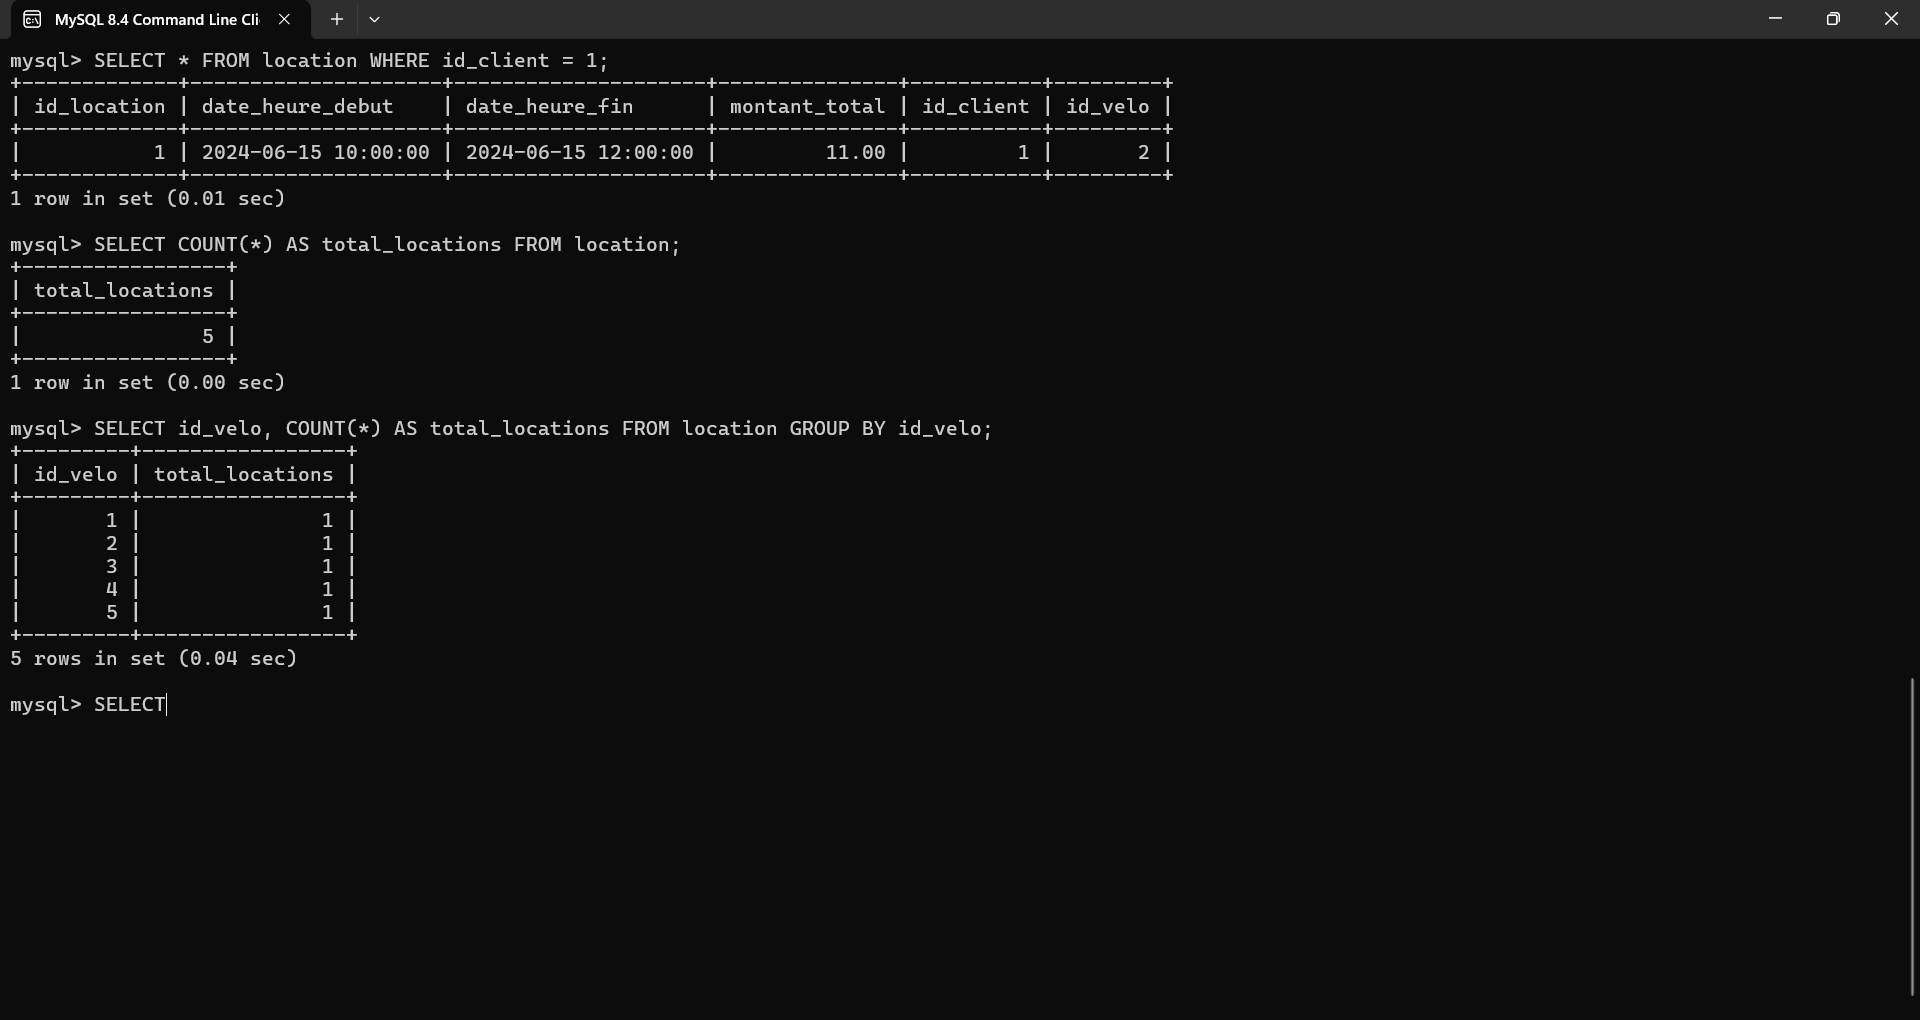 MySQL 8.4 Command Line Cli
mysql> SELECT * FROM location WHERE id_client = 1;
+-------------+---------------------+---------------------+---------------+-----------+---------+
| id_location | date_heure_debut    | date_heure_fin      | montant_total | id_client | id_velo |
+-------------+---------------------+---------------------+---------------+-----------+---------+
|           1 | 2024-06-15 10:00:00 | 2024-06-15 12:00:00 |         11.00 |         1 |       2 |
+-------------+---------------------+---------------------+---------------+-----------+---------+
1 row in set (0.01 sec)
mysql> SELECT COUNT(*) AS total_locations FROM location;
+-----------------+
| total_locations |
+-----------------+
|               5 |
+-----------------+
1 row in set (0.00 sec)
mysql> SELECT id_velo, COUNT(*) AS total_locations FROM location GROUP BY id_velo;
+---------+-----------------+
| id_velo | total_locations |
+---------+-----------------+
|       1 |               1 |
|       2 |               1 |
|       3 |               1 |
|       4 |               1 |
|       5 |               1 |
+---------+-----------------+
5 rows in set (0.04 sec)
mysql> SELECT